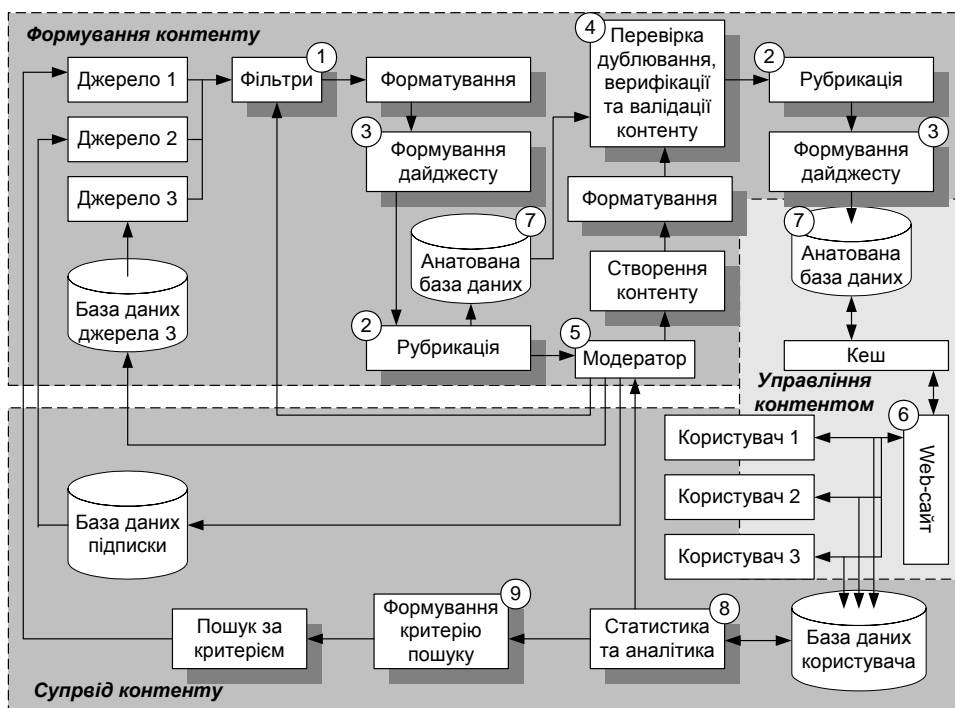 Формування контенту
Джерело 1
Джерело 2
Джерело 3
База даних
джерела 3
1
Фільтри
Форматування
3
Формування
дайджесту
7
Анатована
база даних
2
Рубрикація
4
Перевірка
дублювання,
верифікації
та валідації
контенту
Форматування
Створення
контенту
5
Модератор
2
Рубрикація
3
Формування
дайджесту
7
Анатована
база даних
Кеш
Управління
контентом
6
Web-сайт
Користувач 1
Користувач 2
Користувач 3
База даних
підписки
Пошук за
критерієм
9
Формування
критерію
пошуку
8
Статистика
та аналітика
База даних
користувача
Супрвід контенту